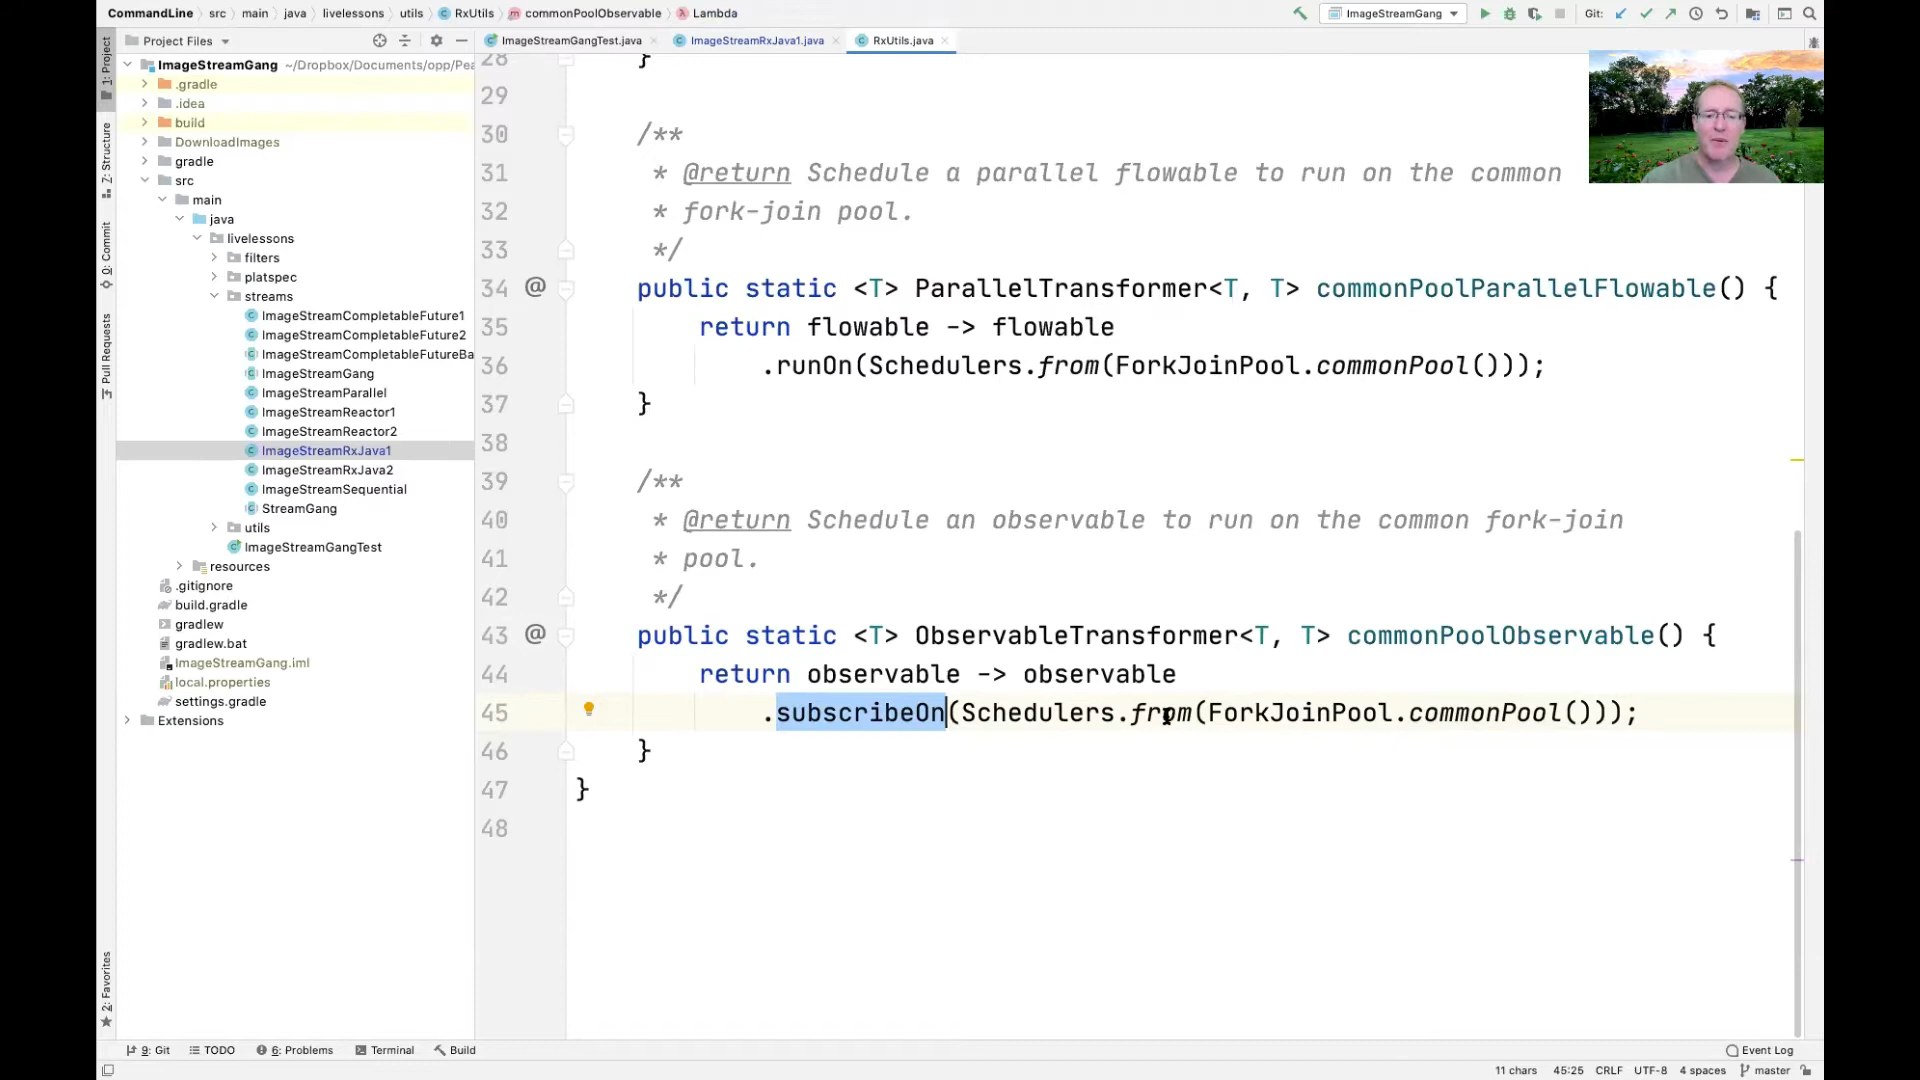 CommandLine src main java livelessons utils RxUtils commonPoolObservable Lambda
ImageStreamGang
Git:
Project Files
ImageStreamGangTest.java
ImageStreamRxJava1.java
RxUtils.java
1: Project
Z: Structure
0: Commit
Pull Requests
2: Favorites
ImageStreamGang ~/Dropbox/Documents/opp/Pea
.gradle
.idea
build
DownloadImages
gradle
src
main
java
livelessons
filters
platspec
streams
ImageStreamCompletableFuture1
ImageStreamCompletableFuture2
ImageStreamCompletableFutureBa
ImageStreamGang
ImageStreamParallel
ImageStreamReactor1
ImageStreamReactor2
ImageStreamRxJava1
ImageStreamRxJava2
ImageStreamSequential
StreamGang
utils
ImageStreamGangTest
resources
.gitignore
build.gradle
gradlew
gradlew.bat
ImageStreamGang.iml
local.properties
settings.gradle
Extensions
28 }
29
30 /**
31 * @return Schedule a parallel flowable to run on the common
32 * fork-join pool.
33 */
34 @ public static <T> ParallelTransformer<T, T> commonPoolParallelFlowable() {
35 return flowable -> flowable
36 .runOn(Schedulers.from(ForkJoinPool.commonPool()));
37 }
38
39 /**
40 * @return Schedule an observable to run on the common fork-join
41 * pool.
42 */
43 @ public static <T> ObservableTransformer<T, T> commonPoolObservable() {
44 return observable -> observable
45 .subscribeOn(Schedulers.from(ForkJoinPool.commonPool()));
46 }
47 }
48
9: Git TODO 6: Problems Terminal Build Event Log
11 chars 45:25 CRLF UTF-8 4 spaces master